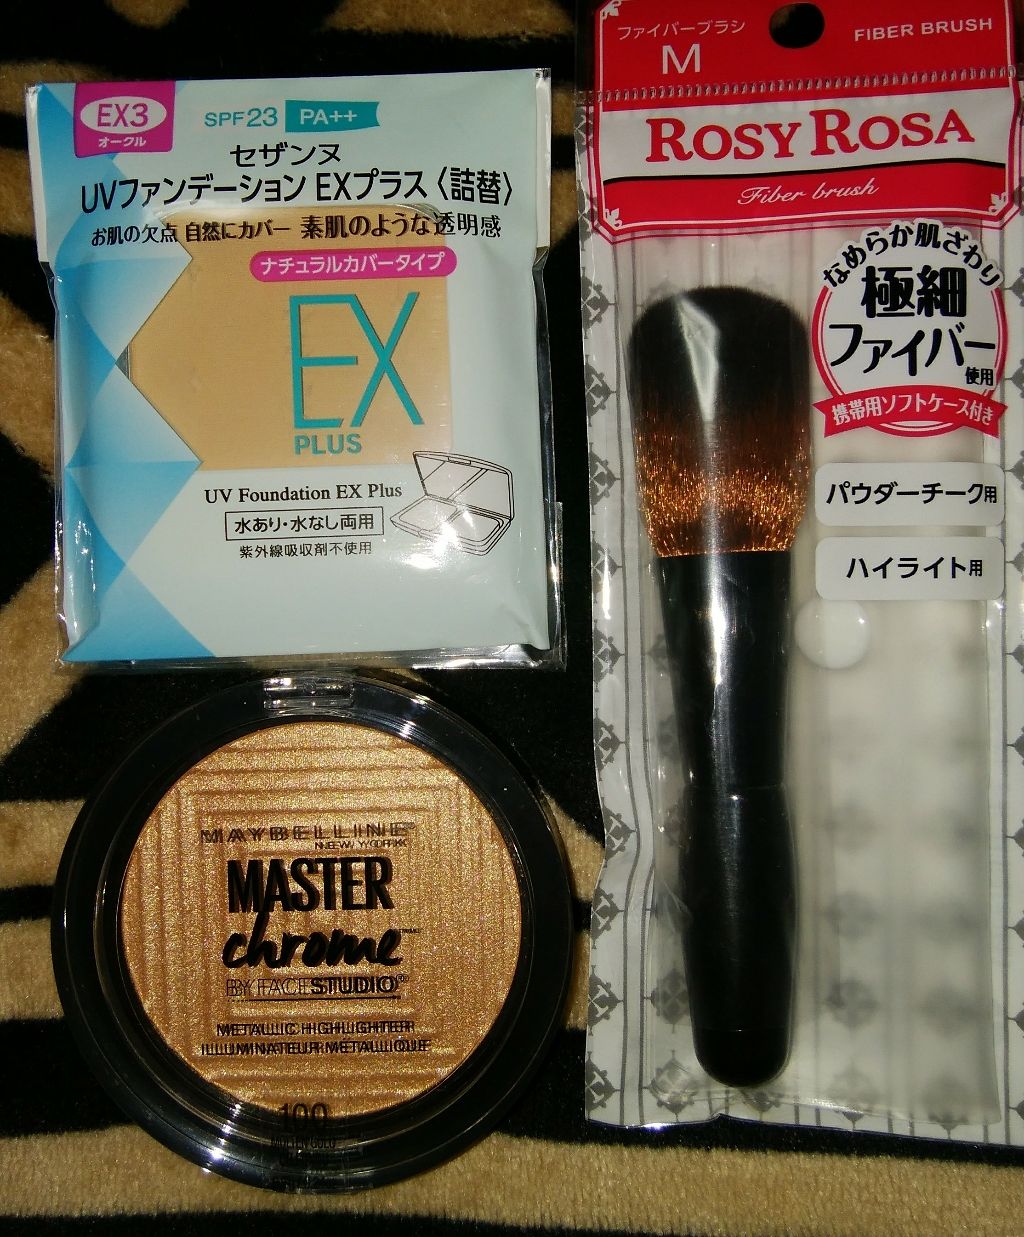 EX3
オークル
SPF23 PA++
セザンヌ
UVファンデーション EXプラス〈詰替〉
お肌の欠点 自然にカバー 素肌のような透明感
ナチュラルカバータイプ
EX
PLUS
UV Foundation EX Plus
水あり・水なし両用
紫外線吸収剤不使用
ファイバーブラシ
M
FIBER BRUSH
ROSY ROSA
Fiber brush
なめらか肌ざわり
極細
ファイバー
使用
携帯用ソフトケース付き
パウダーチーク用
ハイライト用
MAYBELLINE
NEW YORK
MASTER
chrome
BY FACESTUDIO®
METALLIC HIGHLIGHTER
ILLUMINATEUR MÉTALLIQUE
100
MOLTEN GOLD